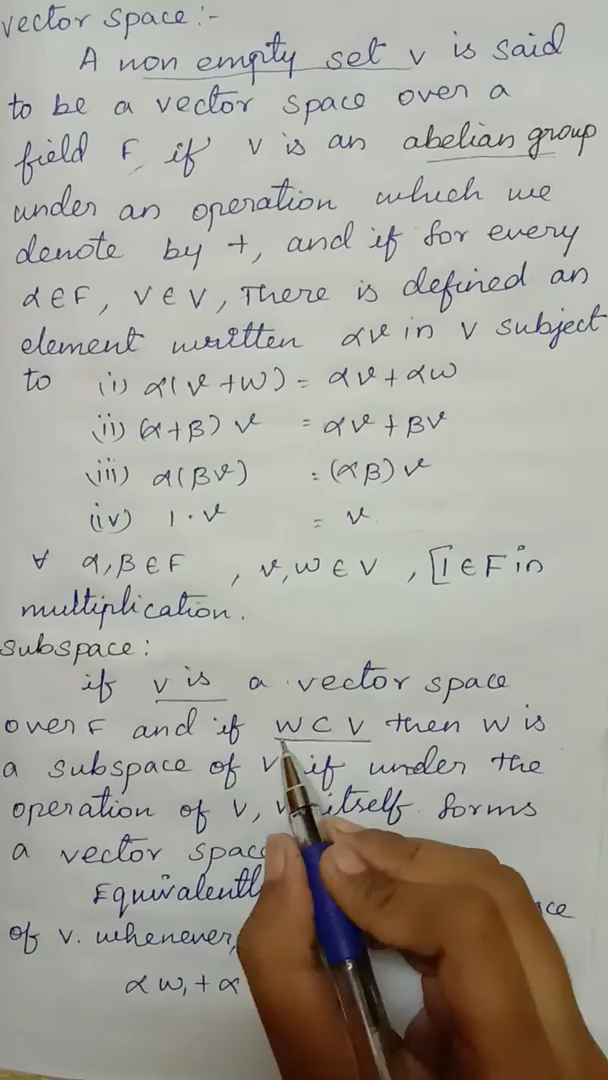 vector space:-
A non empty set V is said
to be a vector space over a
field F, if V is an abelian group
under an operation which we
denote by +, and if for every
α∈F, V∈V, There is defined an
element written αv in V subject
to (i) α(v+w) = αv+αw
(ii) (α+β) v = αv+βv
(iii) α(βv) = (αβ)v
(iv) 1·v = v
∀ α,β∈F , v,w∈V , [1∈F in
multiplication.
subspace:
if V is a vector space
over F and if W⊂V then W is
a subspace of V if under the
operation of V, itself forms
a vector
Equivalently
of V. whenever,
αw₁+α